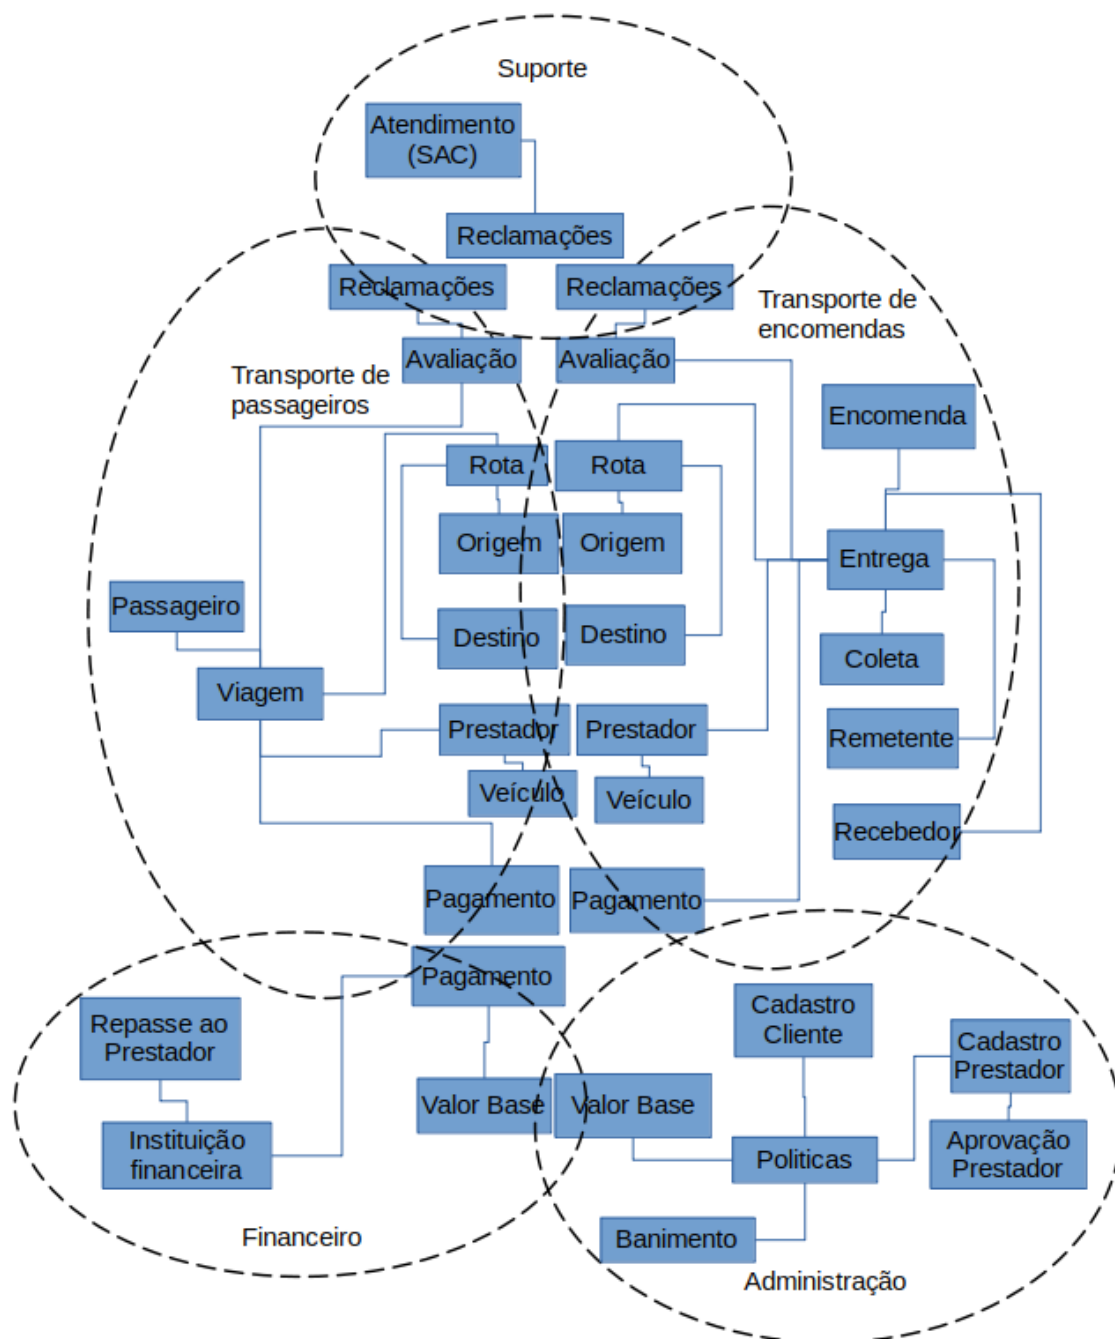 Suporte
Atendimento
(SAC)
Reclamações
Reclamações
Reclamações
Transporte de
encomendas
Avaliação
Avaliação
Transporte de
passageiros
Encomenda
Rota
Rota
Origem
Origem
Entrega
Passageiro
Destino
Destino
Coleta
Viagem
Prestador
Prestador
Remetente
Veículo
Veículo
Recebedor
Pagamento
Pagamento
Pagamento
Repasse ao
Prestador
Cadastro
Cliente
Cadastro
Prestador
Valor Base
Valor Base
Instituição
financeira
Politicas
Aprovação
Prestador
Financeiro
Banimento
Administração